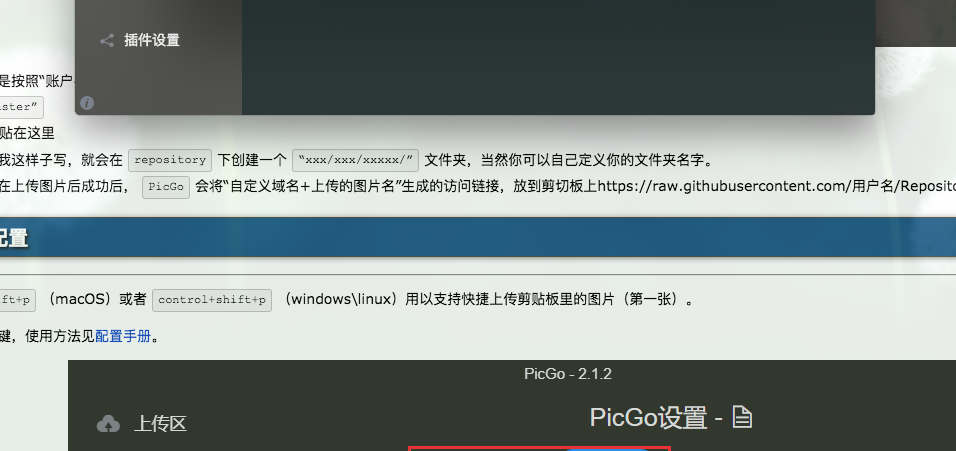 插件设置
是按照“账户
ster”
贴在这里
我这样子写，就会在 repository 下创建一个 “xxx/xxx/xxxxx/” 文件夹，当然你可以自己定义你的文件夹名字。
在上传图片后成功后， PicGo 会将“自定义域名+上传的图片名”生成的访问链接，放到剪切板上https://raw.githubusercontent.com/用户名/Reposito
配置
ft+p （macOS）或者 control+shift+p （windows\linux）用以支持快捷上传剪贴板里的图片（第一张）。
键，使用方法见配置手册。
PicGo - 2.1.2
PicGo设置 -
上传区